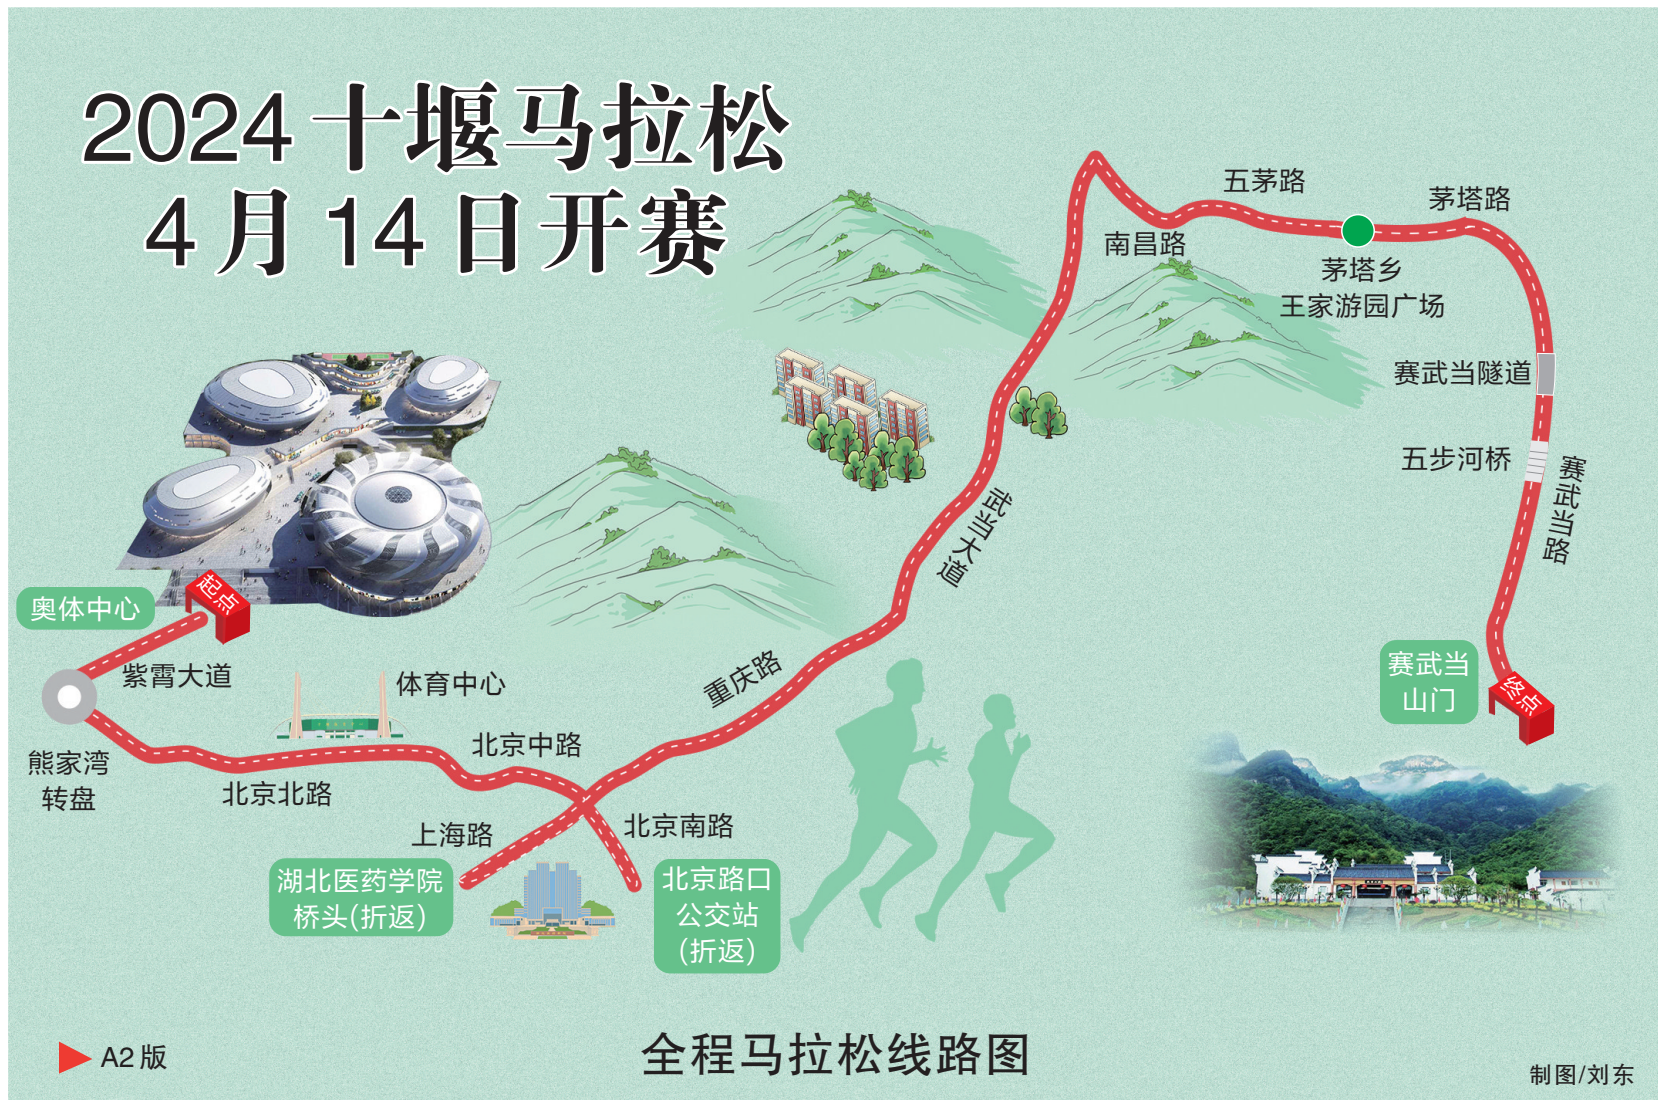 2024十堰马拉松
4月14日开赛
五茅路
茅塔路
南昌路
茅塔乡
王家游园广场
赛武当隧道
五步河桥
赛武当路
武当大道
起点
奥体中心
紫霄大道
体育中心
重庆路
赛武当
山门
终点
熊家湾
转盘
北京北路
北京中路
上海路
北京南路
湖北医药学院
桥头(折返)
北京路口
公交站
(折返)
A2版
全程马拉松线路图
制图/刘东